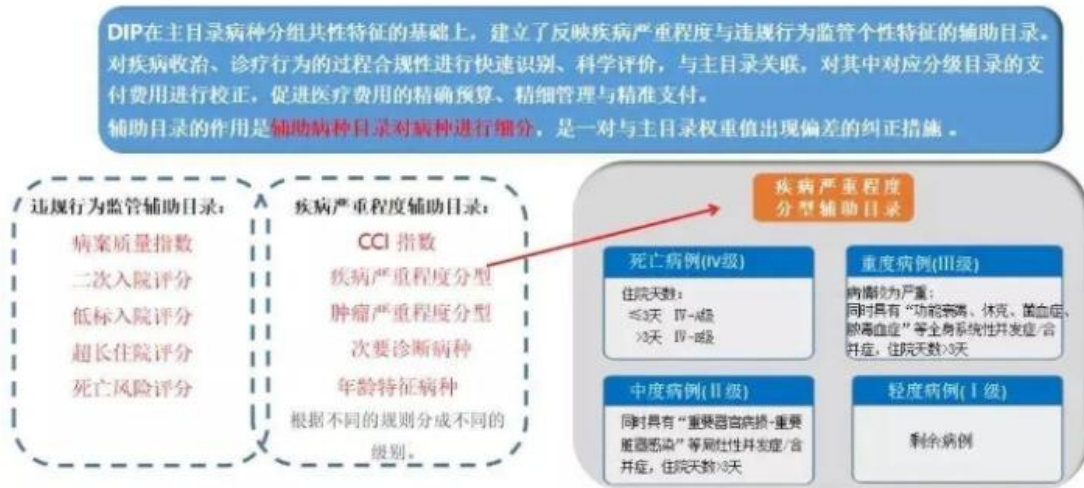 DIP在主目录病种分组共性特征的基础上，建立了反映疾病严重程度与违规行为监管个性特征的辅助目录。
对疾病收治、诊疗行为的过程合规性进行快速识别、科学评价，与主目录关联，对其中对应分级目录的支
付费用进行校正，促进医疗费用的精确预算、精细管理与精准支付。
辅助目录的作用是辅助病种目录对病种进行细分，是一对与主目录权重值出现偏差的纠正措施。
违规行为监管辅助目录：
病案质量指数
二次入院评分
低标入院评分
超长住院评分
死亡风险评分
疾病严重程度辅助目录：
CCI 指数
疾病严重程度分型
肿瘤严重程度分型
次要诊断病种
年龄特征病种
根据不同的规则分成不同的
级别。
疾病严重程度
分型辅助目录
死亡病例(IV级)
住院天数：
≤3天 IV-A级
>3天 IV-B级
重度病例(III级)
病情较为严重；
同时具有“功能衰竭、休克、菌血症、
脓毒血症”等全身系统性并发症/合
并症，住院天数>3天
中度病例(II级)
同时具有“重要器官病损-重要
脏器感染”等局灶性并发症/合
并症，住院天数>3天
轻度病例(I级)
剩余病例